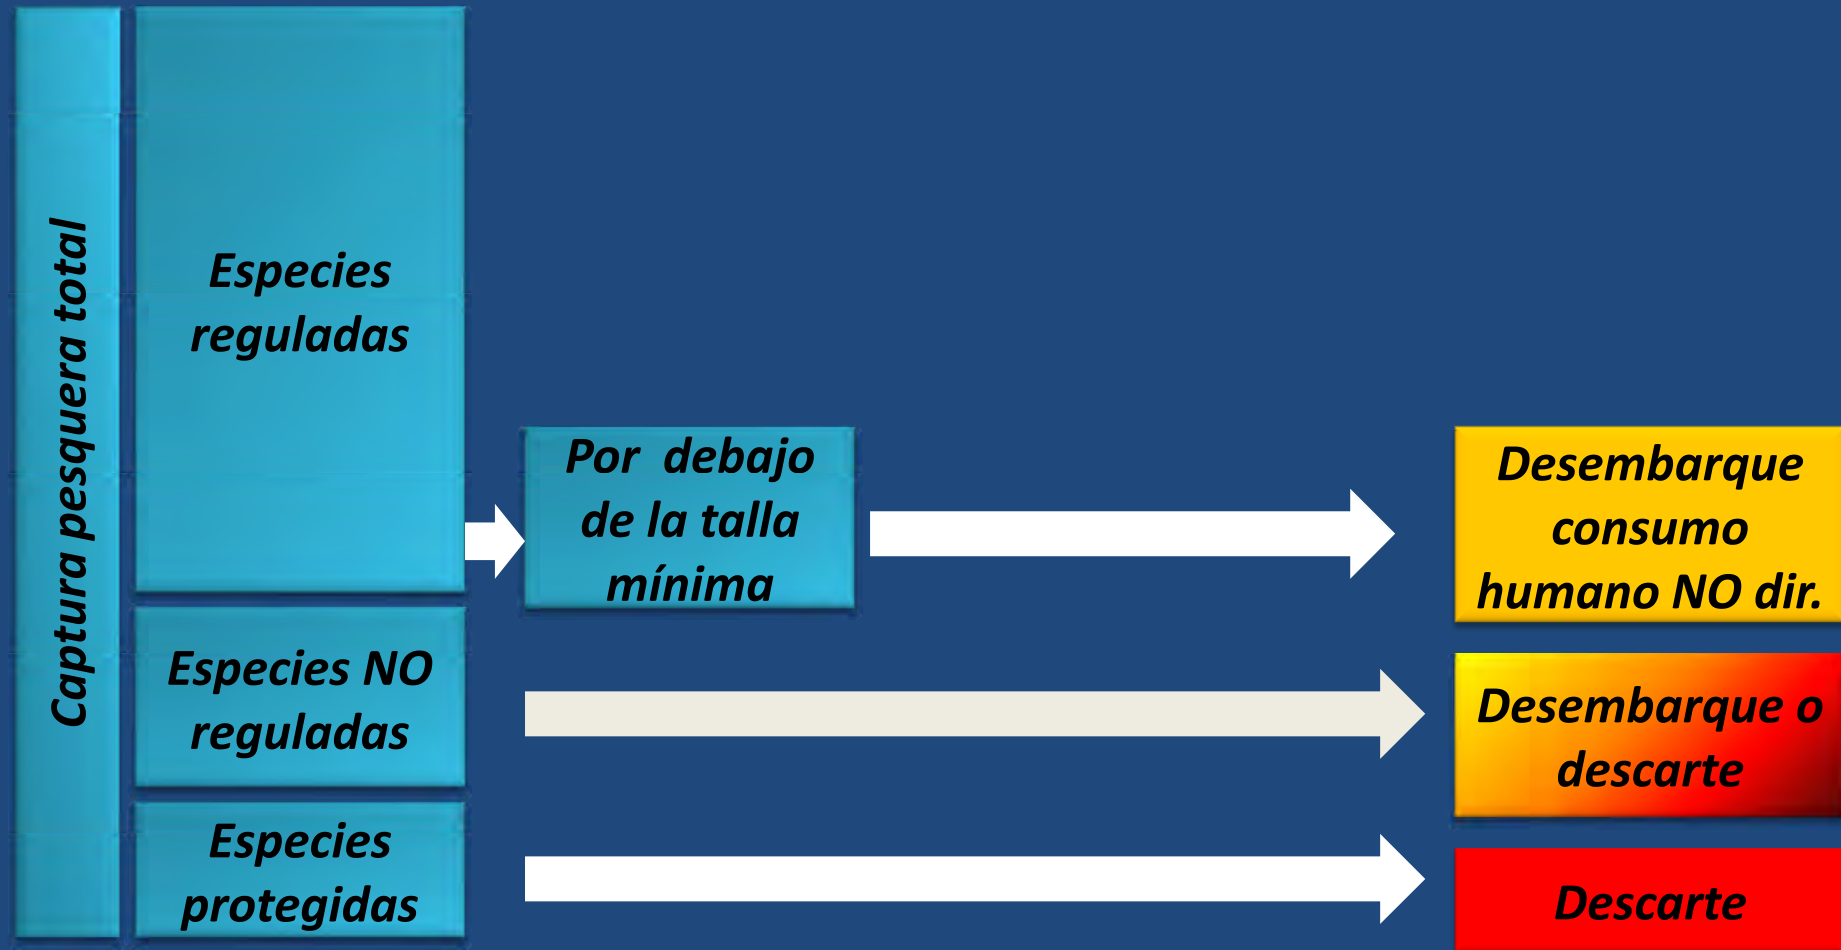 Captura pesquera total
Especies
reguladas
Por debajo
de la talla
mínima
Desembarque
consumo
humano NO dir.
Especies NO
reguladas
Desembarque o
descarte
Especies
protegidas
Descarte